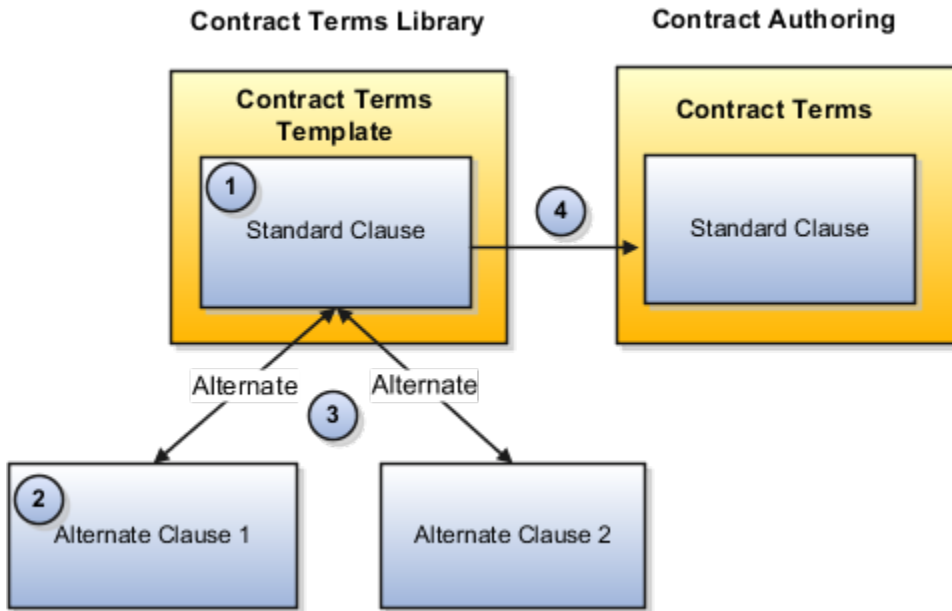 Contract Terms Library
Contract Authoring
Contract Terms
Template
Contract Terms
1
Standard Clause
4
Standard Clause
Alternate
Alternate
3
2
Alternate Clause 1
Alternate Clause 2